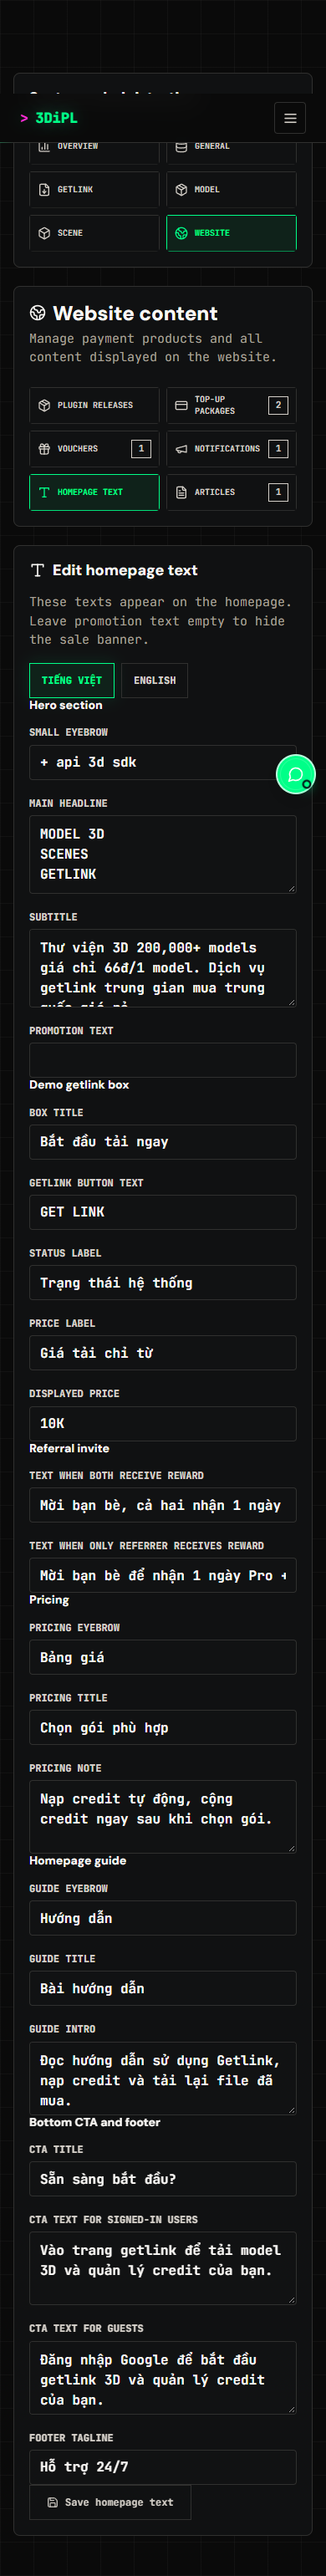 > 3DiPL
OVERVIEW
GENERAL
GETLINK
MODEL
SCENE
WEBSITE
Website content
Manage payment products and all
content displayed on the website.
PLUGIN RELEASES
TOP-UP
PACKAGES
2
VOUCHERS
1
NOTIFICATIONS
1
HOMEPAGE TEXT
ARTICLES
1
Edit homepage text
These texts appear on the homepage.
Leave promotion text empty to hide
the sale banner.
TIẾNG VIỆT
ENGLISH
Hero section
SMALL EYEBROW
+ api 3d sdk
MAIN HEADLINE
MODEL 3D
SCENES
GETLINK
SUBTITLE
Thư viện 3D 200,000+ models
giá chỉ 66đ/1 model. Dịch vụ
getlink trung gian mua trung
quốc giá rẻ
PROMOTION TEXT
Demo getlink box
BOX TITLE
Bắt đầu tải ngay
GETLINK BUTTON TEXT
GET LINK
STATUS LABEL
Trạng thái hệ thống
PRICE LABEL
Giá tải chỉ từ
DISPLAYED PRICE
10K
Referral invite
TEXT WHEN BOTH RECEIVE REWARD
Mời bạn bè, cả hai nhận 1 ngày
TEXT WHEN ONLY REFERRER RECEIVES REWARD
Mời bạn bè để nhận 1 ngày Pro +
Pricing
PRICING EYEBROW
Bảng giá
PRICING TITLE
Chọn gói phù hợp
PRICING NOTE
Nạp credit tự động, cộng
credit ngay sau khi chọn gói.
Homepage guide
GUIDE EYEBROW
Hướng dẫn
GUIDE TITLE
Bài hướng dẫn
GUIDE INTRO
Đọc hướng dẫn sử dụng Getlink,
nạp credit và tải lại file đã
mua.
Bottom CTA and footer
CTA TITLE
Sẵn sàng bắt đầu?
CTA TEXT FOR SIGNED-IN USERS
Vào trang getlink để tải model
3D và quản lý credit của bạn.
CTA TEXT FOR GUESTS
Đăng nhập Google để bắt đầu
getlink 3D và quản lý credit
của bạn.
FOOTER TAGLINE
Hỗ trợ 24/7
Save homepage text